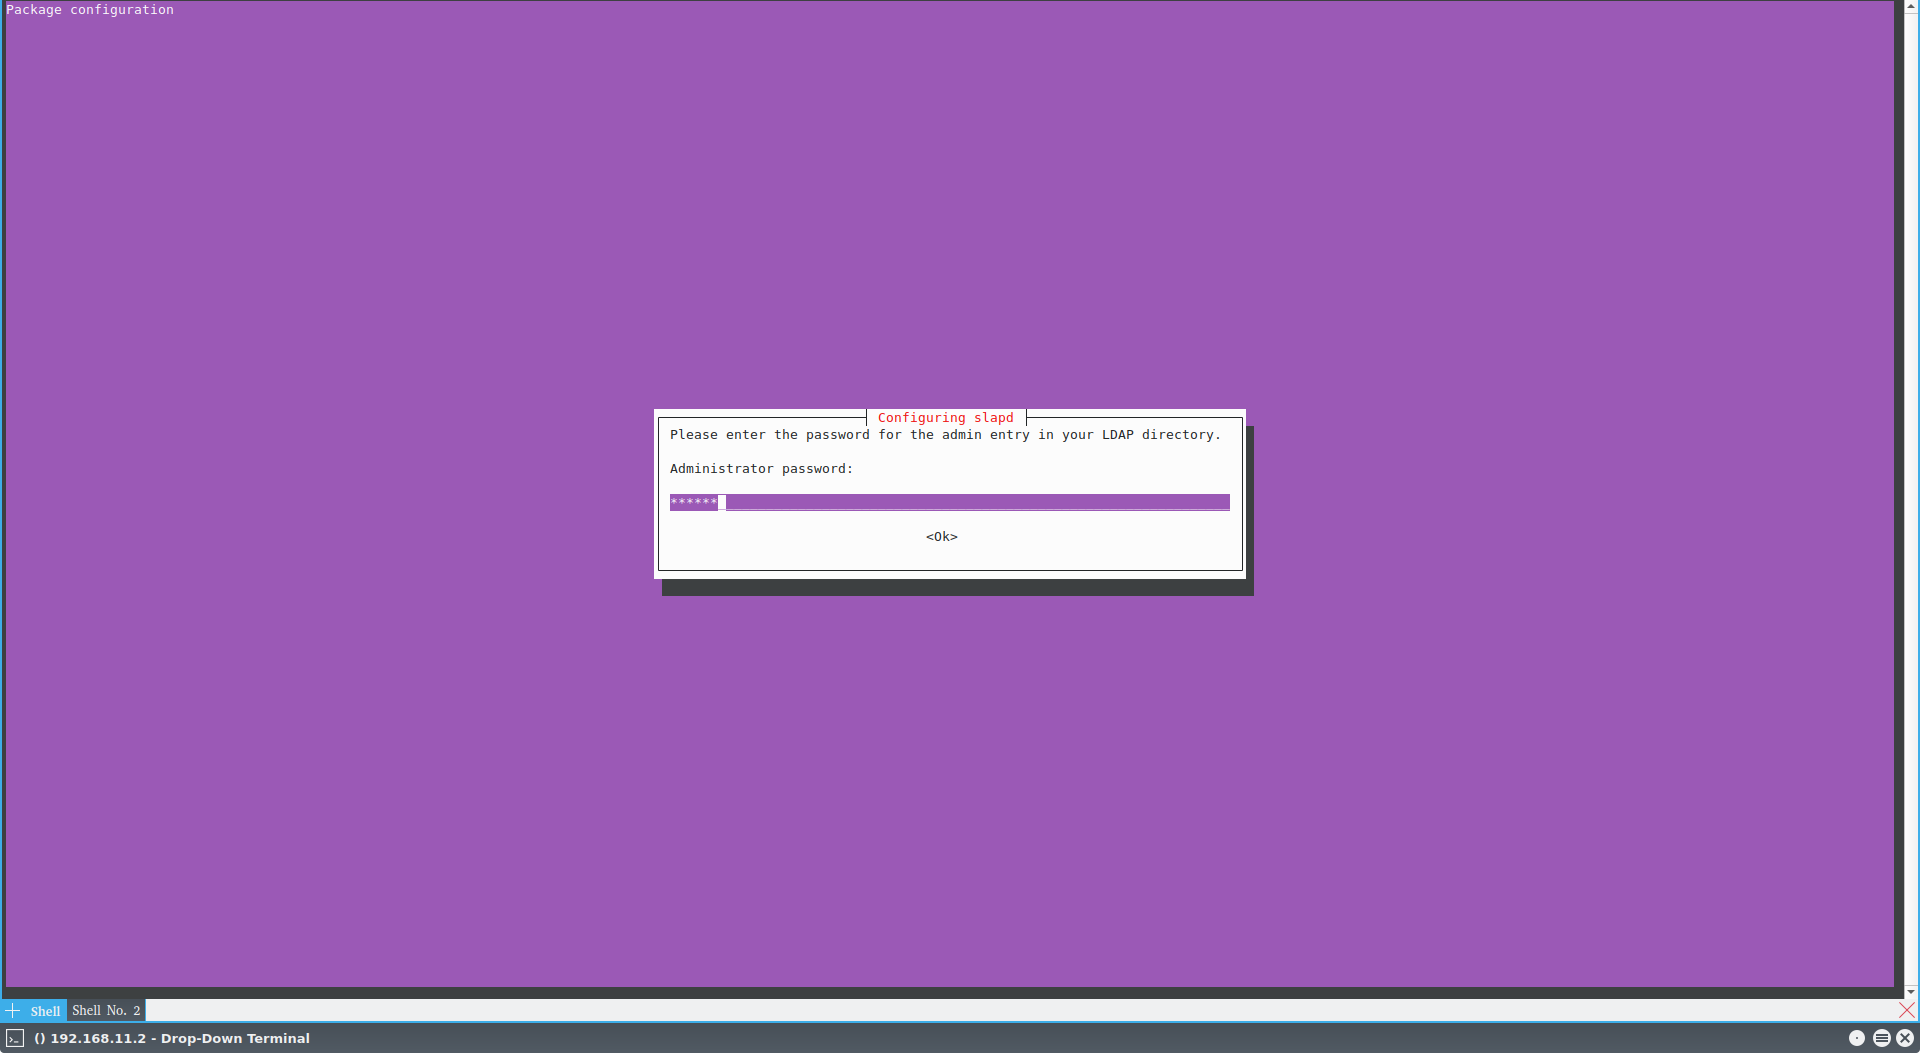 Package configuration
Configuring slapd
Please enter the password for the admin entry in your LDAP directory.
Administrator password:
******
<Ok>
Shell
Shell No. 2
() 192.168.11.2 - Drop-Down Terminal